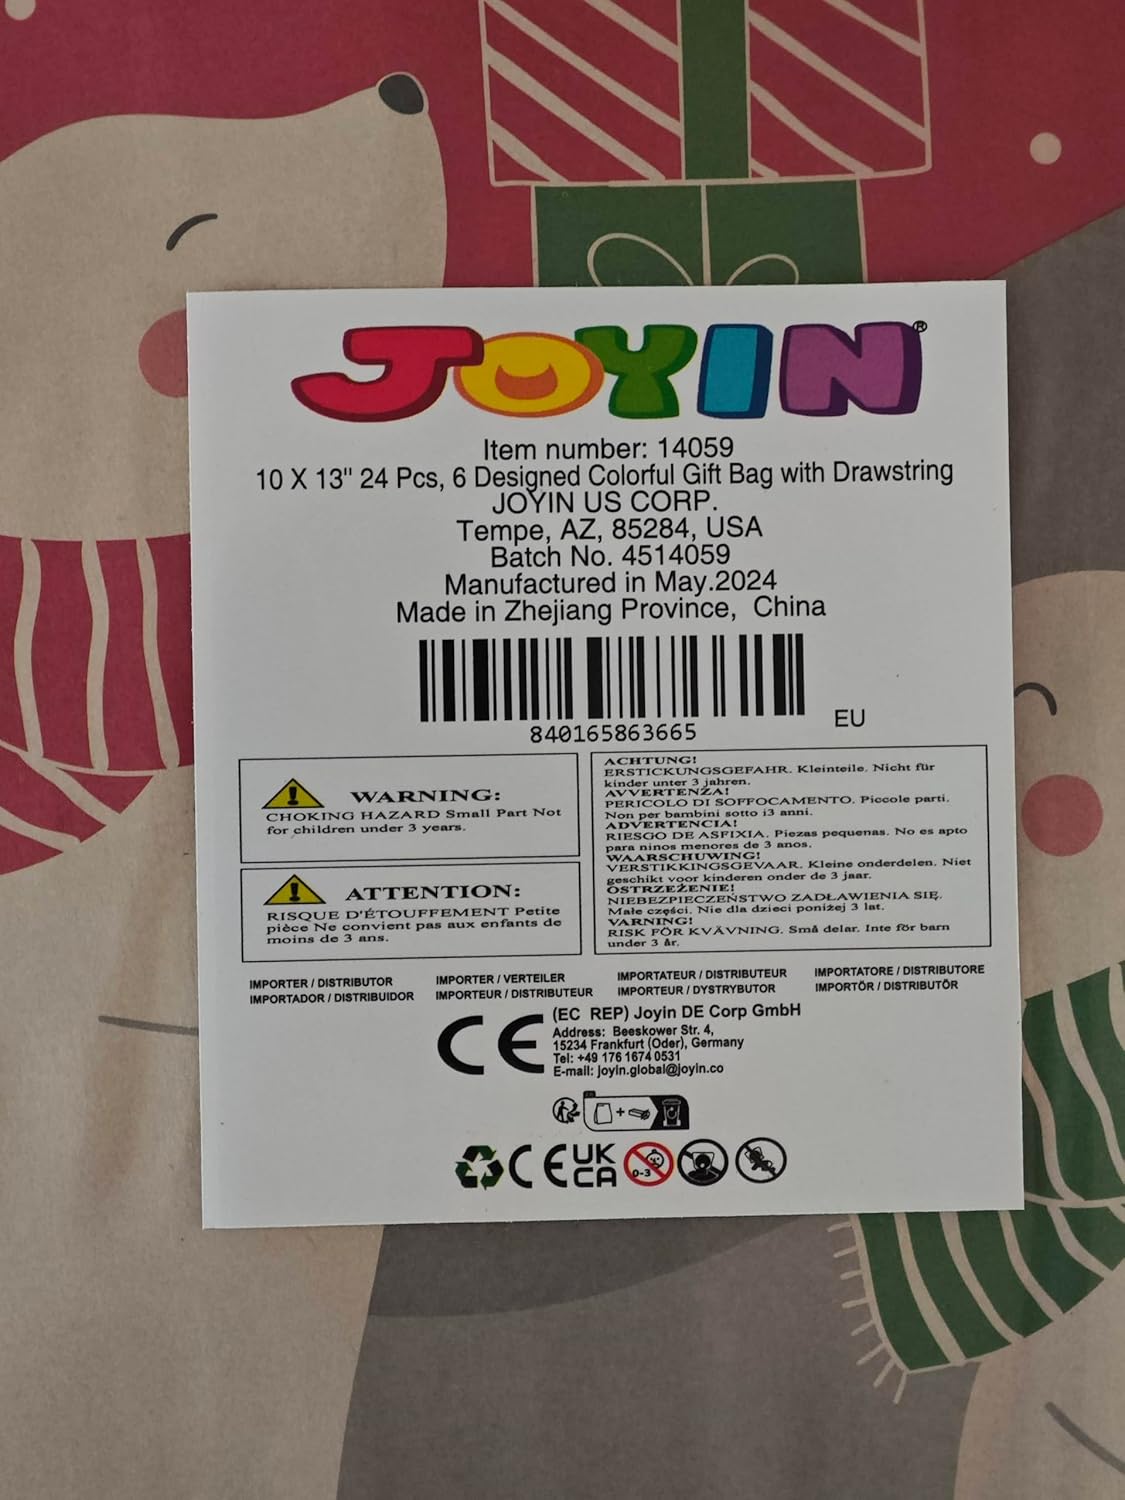 JOYIN®
Item number: 14059
10 X 13" 24 Pcs, 6 Designed Colorful Gift Bag with Drawstring
JOYIN US CORP.
Tempe, AZ, 85284, USA
Batch No. 4514059
Manufactured in May.2024
Made in Zhejiang Province, China
840165863665
EU
WARNING:
CHOKING HAZARD Small Part Not
for children under 3 years.
ATTENTION:
RISQUE D'ÉTOUFFEMENT Petite
pièce Ne convient pas aux enfants de
moins de 3 ans.
ACHTUNG!
ERSTICKUNGSGEFAHR. Kleinteile. Nicht für
kinder unter 3 jahren.
AVVERTENZA!
PERICOLO DI SOFFOCAMENTO. Piccole parti.
Non per bambini sotto i3 anni.
ADVERTENCIA!
RIESGO DE ASFIXIA. Piezas pequenas. No es apto
para ninos menores de 3 anos.
WAARSCHUWING!
VERSTIKKINGSGEVAAR. Kleine onderdelen. Niet
geschikt voor kinderen onder de 3 jaar.
OSTRZEŻENIE!
NIEBEZPIECZEŃSTWO ZADŁAWIENIA SIĘ.
Małe części. Nie dla dzieci poniżej 3 lat.
VARNING!
RISK FÖR KVÄVNING. Små delar. Inte för barn
under 3 år.
IMPORTER / DISTRIBUTOR IMPORTER / VERTEILER IMPORTATEUR / DISTRIBUTEUR IMPORTATORE / DISTRIBUTORE
IMPORTADOR / DISTRIBUIDOR IMPORTEUR / DISTRIBUTEUR IMPORTEUR / DYSTRYBUTOR IMPORTÖR / DISTRIBUTÖR
CE
(EC REP) Joyin DE Corp GmbH
Address: Beeskower Str. 4,
15234 Frankfurt (Oder), Germany
Tel: +49 176 1674 0531
E-mail: joyin.global@joyin.co
+
CE UK CA 0-3